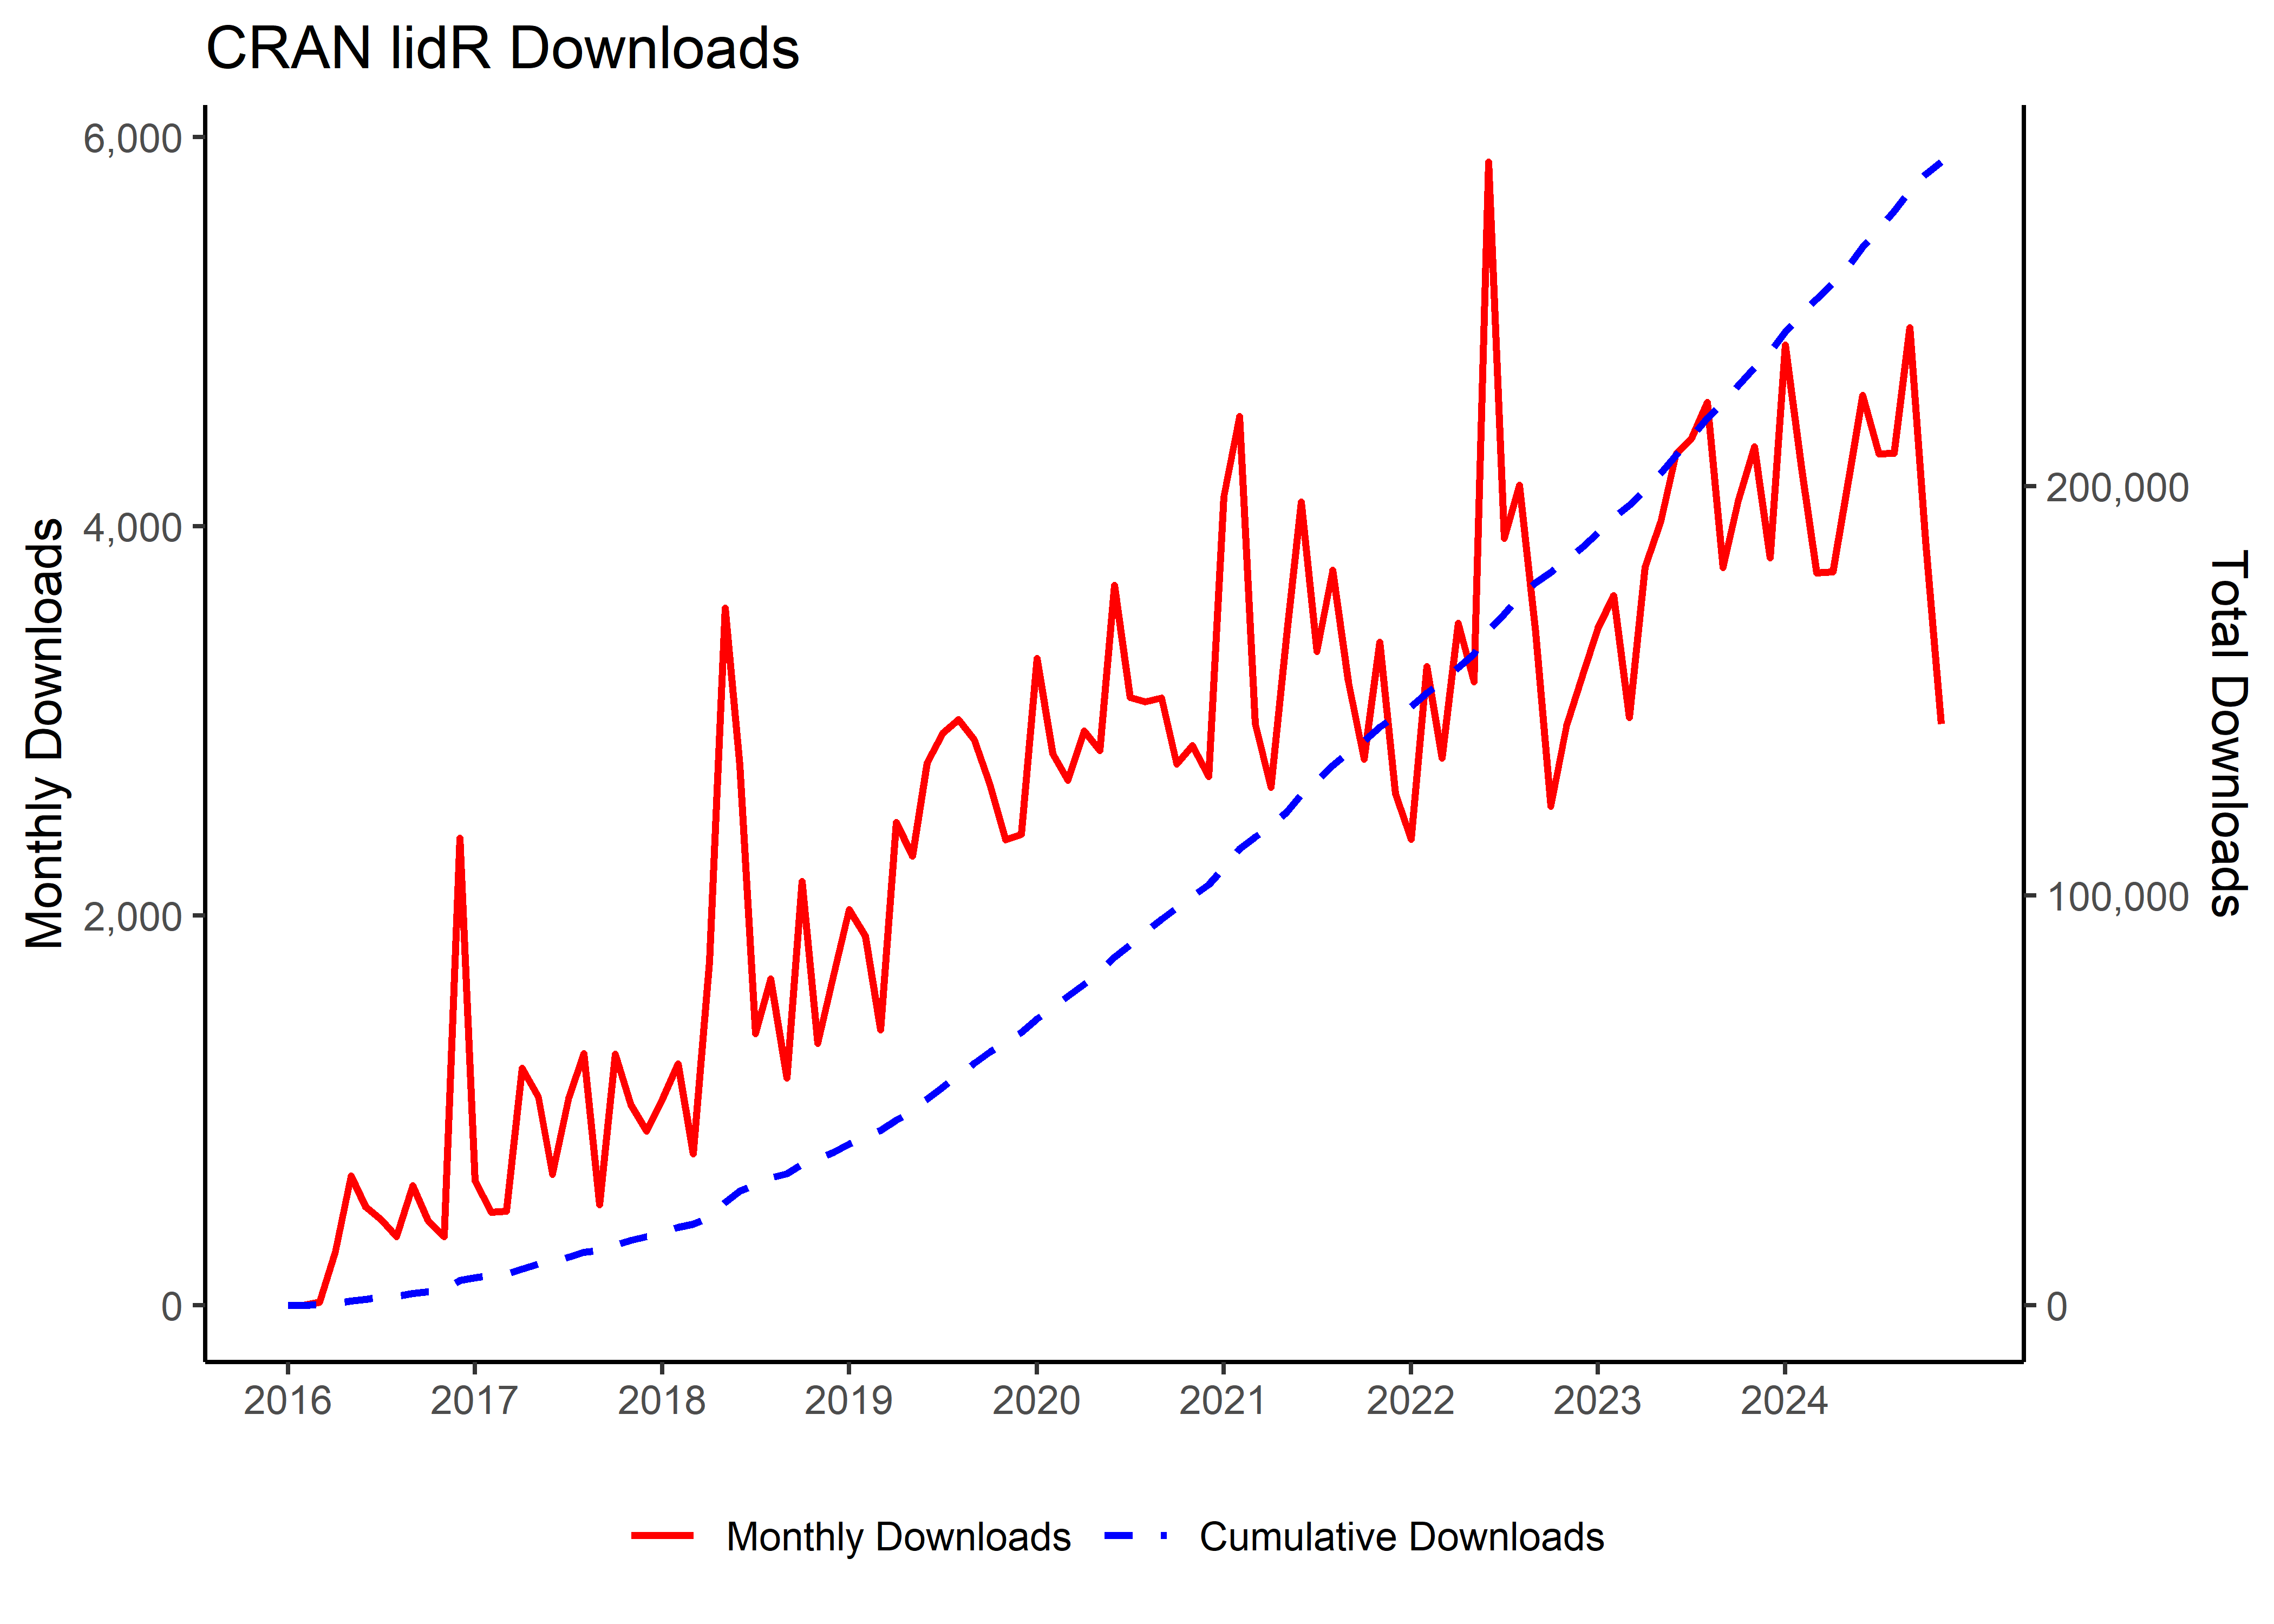 CRAN lidR Downloads
6,000
4,000
2,000
0
Monthly Downloads
200,000
100,000
0
Total Downloads
2016 2017 2018 2019 2020 2021 2022 2023 2024
Monthly Downloads Cumulative Downloads